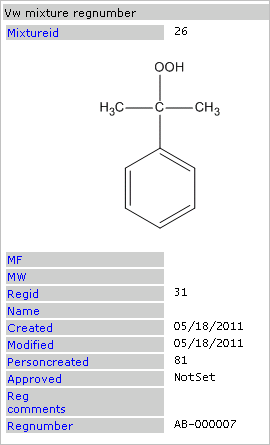 Vw mixture regnumber
Mixtureid 26
OOH
H₃C C CH₃
MF
MW
Regid 31
Name
Created 05/18/2011
Modified 05/18/2011
Personcreated 81
Approved NotSet
Reg
comments
Regnumber AB-000007